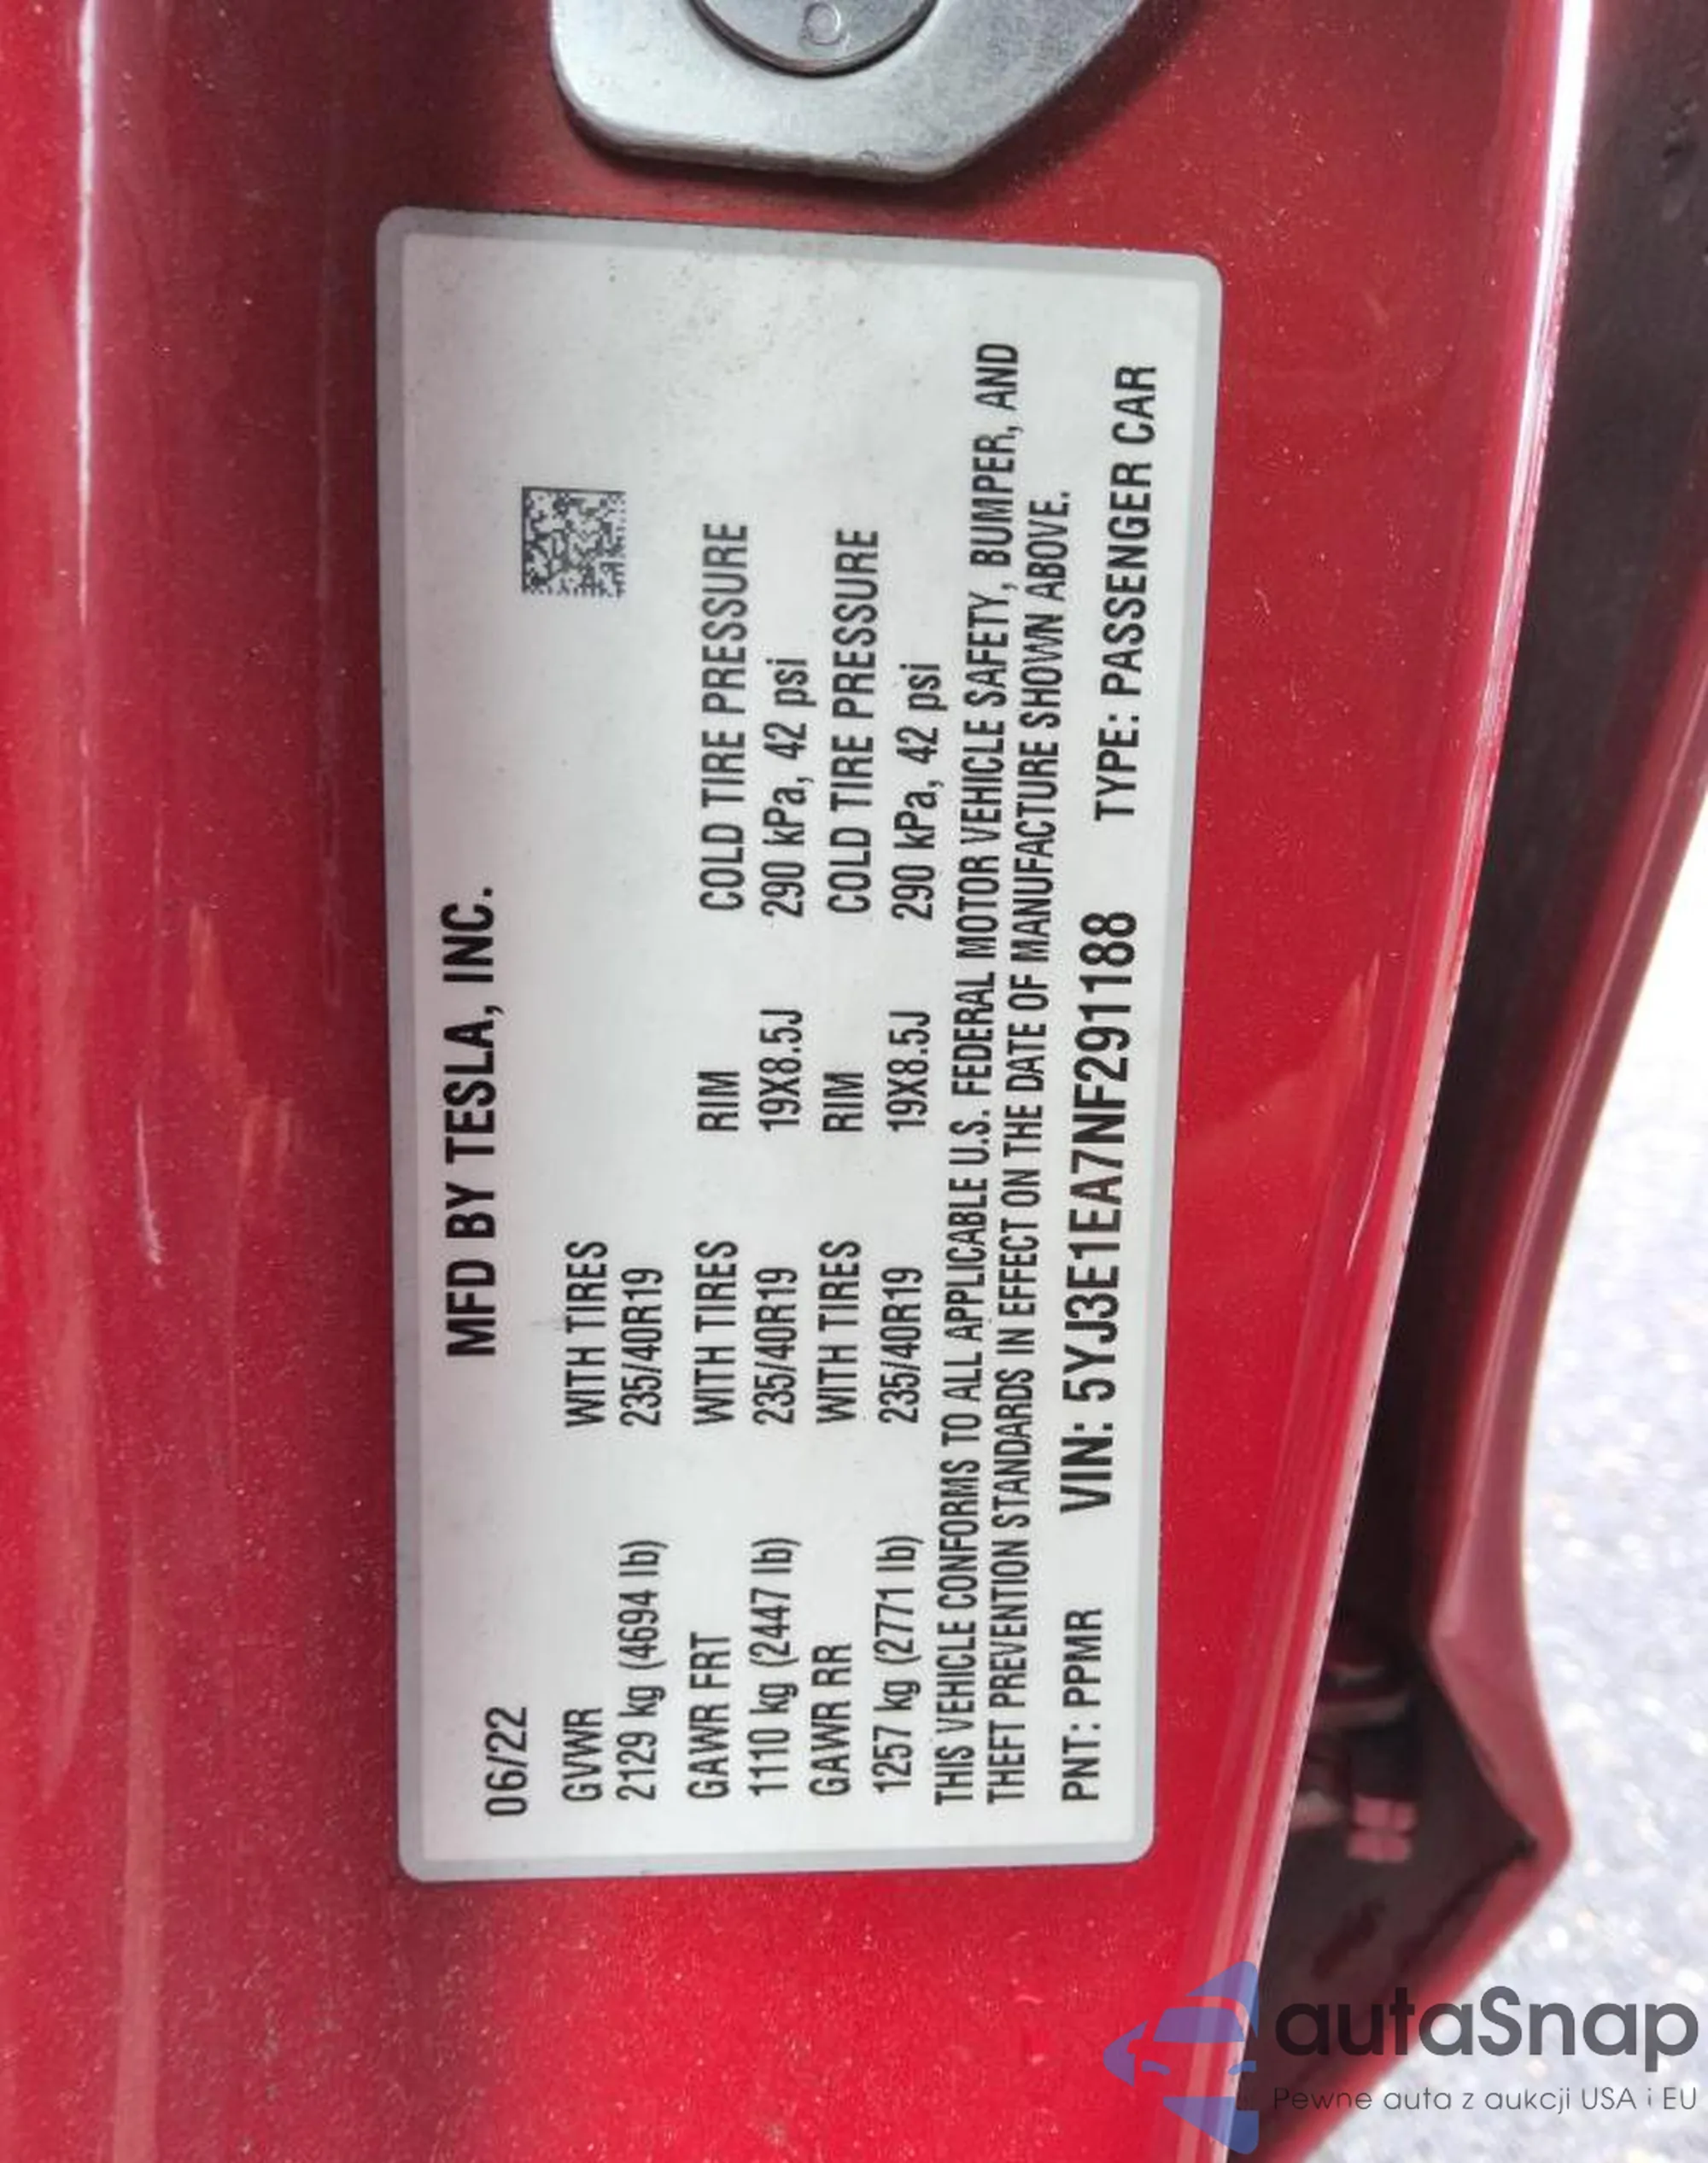 MFD BY TESLA, INC.
06/22
GVWR WITH TIRES
2129 kg (4694 lb) 235/40R19
GAWR FRT WITH TIRES RIM COLD TIRE PRESSURE
1110 kg (2447 lb) 235/40R19 19X8.5J 290 kPa, 42 psi
GAWR RR WITH TIRES RIM COLD TIRE PRESSURE
1257 kg (2771 lb) 235/40R19 19X8.5J 290 kPa, 42 psi
THIS VEHICLE CONFORMS TO ALL APPLICABLE U.S. FEDERAL MOTOR VEHICLE SAFETY, BUMPER, AND
THEFT PREVENTION STANDARDS IN EFFECT ON THE DATE OF MANUFACTURE SHOWN ABOVE.
PNT: PPMR VIN: 5YJ3E1EA7NF291188 TYPE: PASSENGER CAR
autaSnap
Pewne auta z aukcji USA i EU